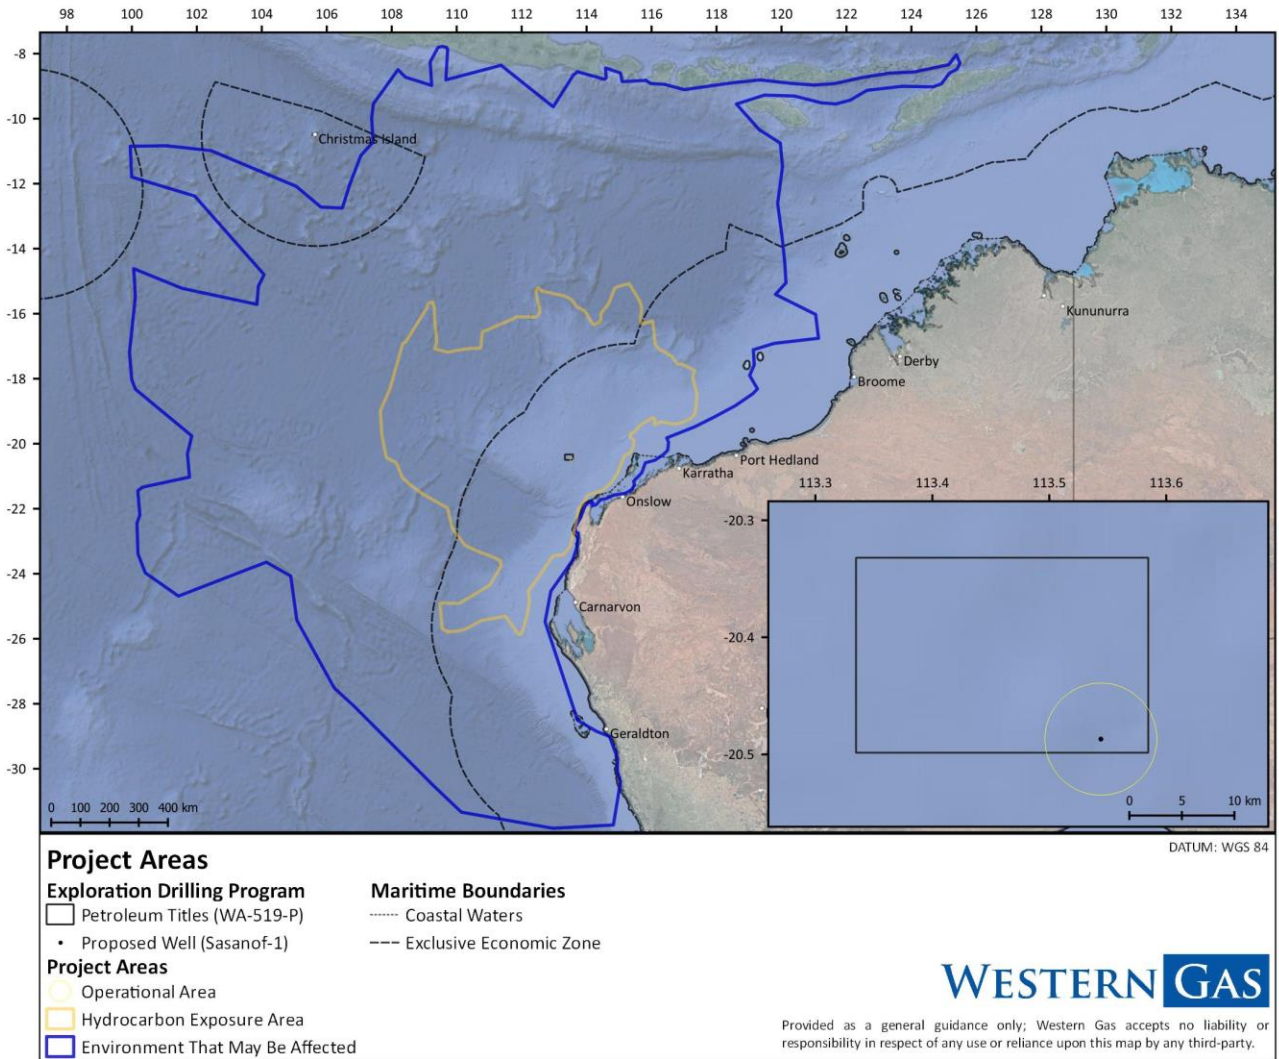 98 100 102 104 106 108 110 112 114 116 118 120 122 124 126 128 130 132 134
-8
-10
Christmas Island
-12
-14
-16
Kununurra
-18
Derby
Broome
-20
Port Hedland
Karratha
-22
Onslow
-24
Carnarvon
-26
-28
Geraldton
-30
0 100 200 300 400 km
113.3 113.4 113.5 113.6
-20.3
-20.4
-20.5
0 5 10 km
DATUM: WGS 84
Project Areas
Exploration Drilling Program
Petroleum Titles (WA-519-P)
Proposed Well (Sasanof-1)
Project Areas
Operational Area
Hydrocarbon Exposure Area
Environment That May Be Affected
Maritime Boundaries
Coastal Waters
Exclusive Economic Zone
WESTERN GAS
Provided as a general guidance only; Western Gas accepts no liability or
responsibility in respect of any use or reliance upon this map by any third-party.